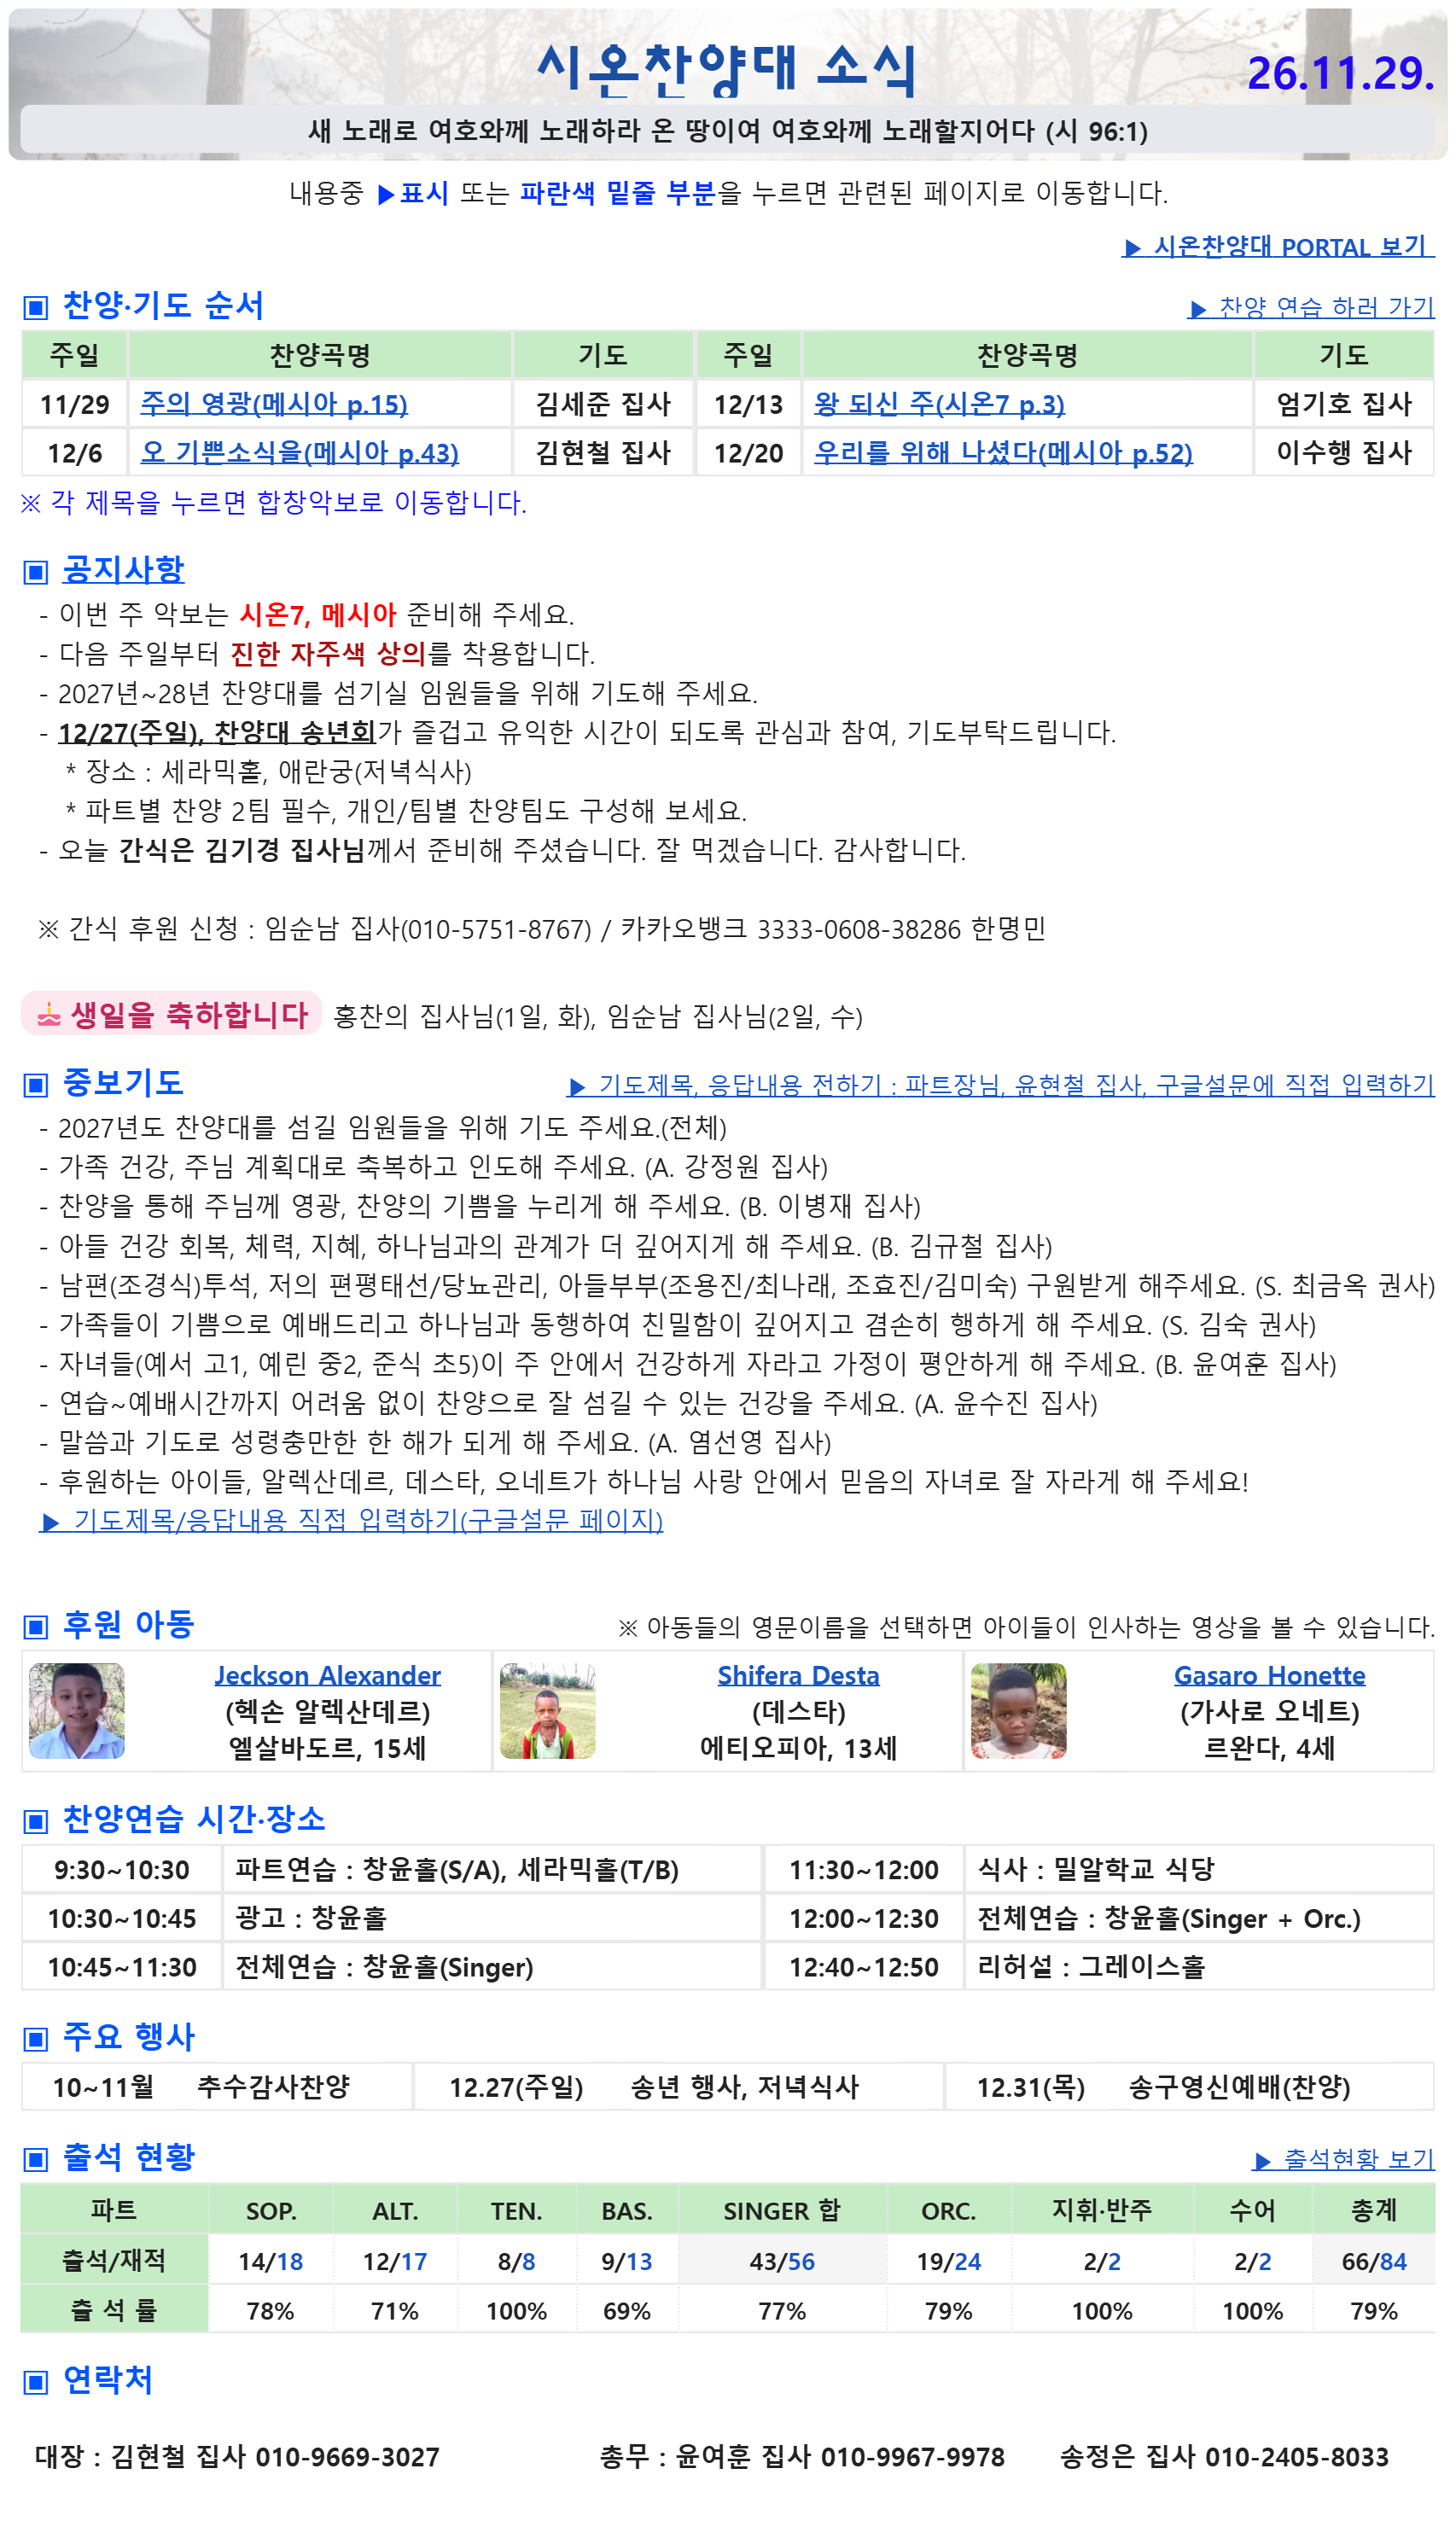 시온찬양대 소식
26.11.29.
새 노래로 여호와께 노래하라 온 땅이여 여호와께 노래할지어다 (시 96:1)
내용중 ▶표시 또는 파란색 밑줄 부분을 누르면 관련된 페이지로 이동합니다.
▶ 시온찬양대 PORTAL 보기
▣ 찬양·기도 순서 ▶ 찬양 연습 하러 가기
주일 찬양곡명 기도 주일 찬양곡명 기도
11/29 주의 영광(메시아 p.15) 김세준 집사 12/13 왕 되신 주(시온7 p.3) 엄기호 집사
12/6 오 기쁜소식을(메시아 p.43) 김현철 집사 12/20 우리를 위해 나셨다(메시아 p.52) 이수행 집사
※ 각 제목을 누르면 합창악보로 이동합니다.
▣ 공지사항
- 이번 주 악보는 시온7, 메시아 준비해 주세요.
- 다음 주일부터 진한 자주색 상의를 착용합니다.
- 2027년~28년 찬양대를 섬기실 임원들을 위해 기도해 주세요.
- 12/27(주일), 찬양대 송년회가 즐겁고 유익한 시간이 되도록 관심과 참여, 기도부탁드립니다.
* 장소 : 세라믹홀, 애란궁(저녁식사)
* 파트별 찬양 2팀 필수, 개인/팀별 찬양팀도 구성해 보세요.
- 오늘 간식은 김기경 집사님께서 준비해 주셨습니다. 잘 먹겠습니다. 감사합니다.
※ 간식 후원 신청 : 임순남 집사(010-5751-8767) / 카카오뱅크 3333-0608-38286 한명민
생일을 축하합니다 홍찬의 집사님(1일, 화), 임순남 집사님(2일, 수)
▣ 중보기도 ▶ 기도제목, 응답내용 전하기 : 파트장님, 윤현철 집사, 구글설문에 직접 입력하기
- 2027년도 찬양대를 섬길 임원들을 위해 기도 주세요.(전체)
- 가족 건강, 주님 계획대로 축복하고 인도해 주세요. (A. 강정원 집사)
- 찬양을 통해 주님께 영광, 찬양의 기쁨을 누리게 해 주세요. (B. 이병재 집사)
- 아들 건강 회복, 체력, 지혜, 하나님과의 관계가 더 깊어지게 해 주세요. (B. 김규철 집사)
- 남편(조경식)투석, 저의 편평태선/당뇨관리, 아들부부(조용진/최나래, 조효진/김미숙) 구원받게 해주세요. (S. 최금옥 권사)
- 가족들이 기쁨으로 예배드리고 하나님과 동행하여 친밀함이 깊어지고 겸손히 행하게 해 주세요. (S. 김숙 권사)
- 자녀들(예서 고1, 예린 중2, 준식 초5)이 주 안에서 건강하게 자라고 가정이 평안하게 해 주세요. (B. 윤여훈 집사)
- 연습~예배시간까지 어려움 없이 찬양으로 잘 섬길 수 있는 건강을 주세요. (A. 윤수진 집사)
- 말씀과 기도로 성령충만한 한 해가 되게 해 주세요. (A. 염선영 집사)
- 후원하는 아이들, 알렉산데르, 데스타, 오네트가 하나님 사랑 안에서 믿음의 자녀로 잘 자라게 해 주세요!
▶ 기도제목/응답내용 직접 입력하기(구글설문 페이지)
▣ 후원 아동 ※ 아동들의 영문이름을 선택하면 아이들이 인사하는 영상을 볼 수 있습니다.
Jeckson Alexander Shifera Desta Gasaro Honette
(헥손 알렉산데르) (데스타) (가사로 오네트)
엘살바도르, 15세 에티오피아, 13세 르완다, 4세
▣ 찬양연습 시간·장소
9:30~10:30 파트연습 : 창윤홀(S/A), 세라믹홀(T/B) 11:30~12:00 식사 : 밀알학교 식당
10:30~10:45 광고 : 창윤홀 12:00~12:30 전체연습 : 창윤홀(Singer + Orc.)
10:45~11:30 전체연습 : 창윤홀(Singer) 12:40~12:50 리허설 : 그레이스홀
▣ 주요 행사
10~11월 추수감사찬양 12.27(주일) 송년 행사, 저녁식사 12.31(목) 송구영신예배(찬양)
▣ 출석 현황 ▶ 출석현황 보기
파트 SOP. ALT. TEN. BAS. SINGER 합 ORC. 지휘·반주 수어 총계
출석/재적 14/18 12/17 8/8 9/13 43/56 19/24 2/2 2/2 66/84
출 석 률 78% 71% 100% 69% 77% 79% 100% 100% 79%
▣ 연락처
대장 : 김현철 집사 010-9669-3027 총무 : 윤여훈 집사 010-9967-9978 송정은 집사 010-2405-8033